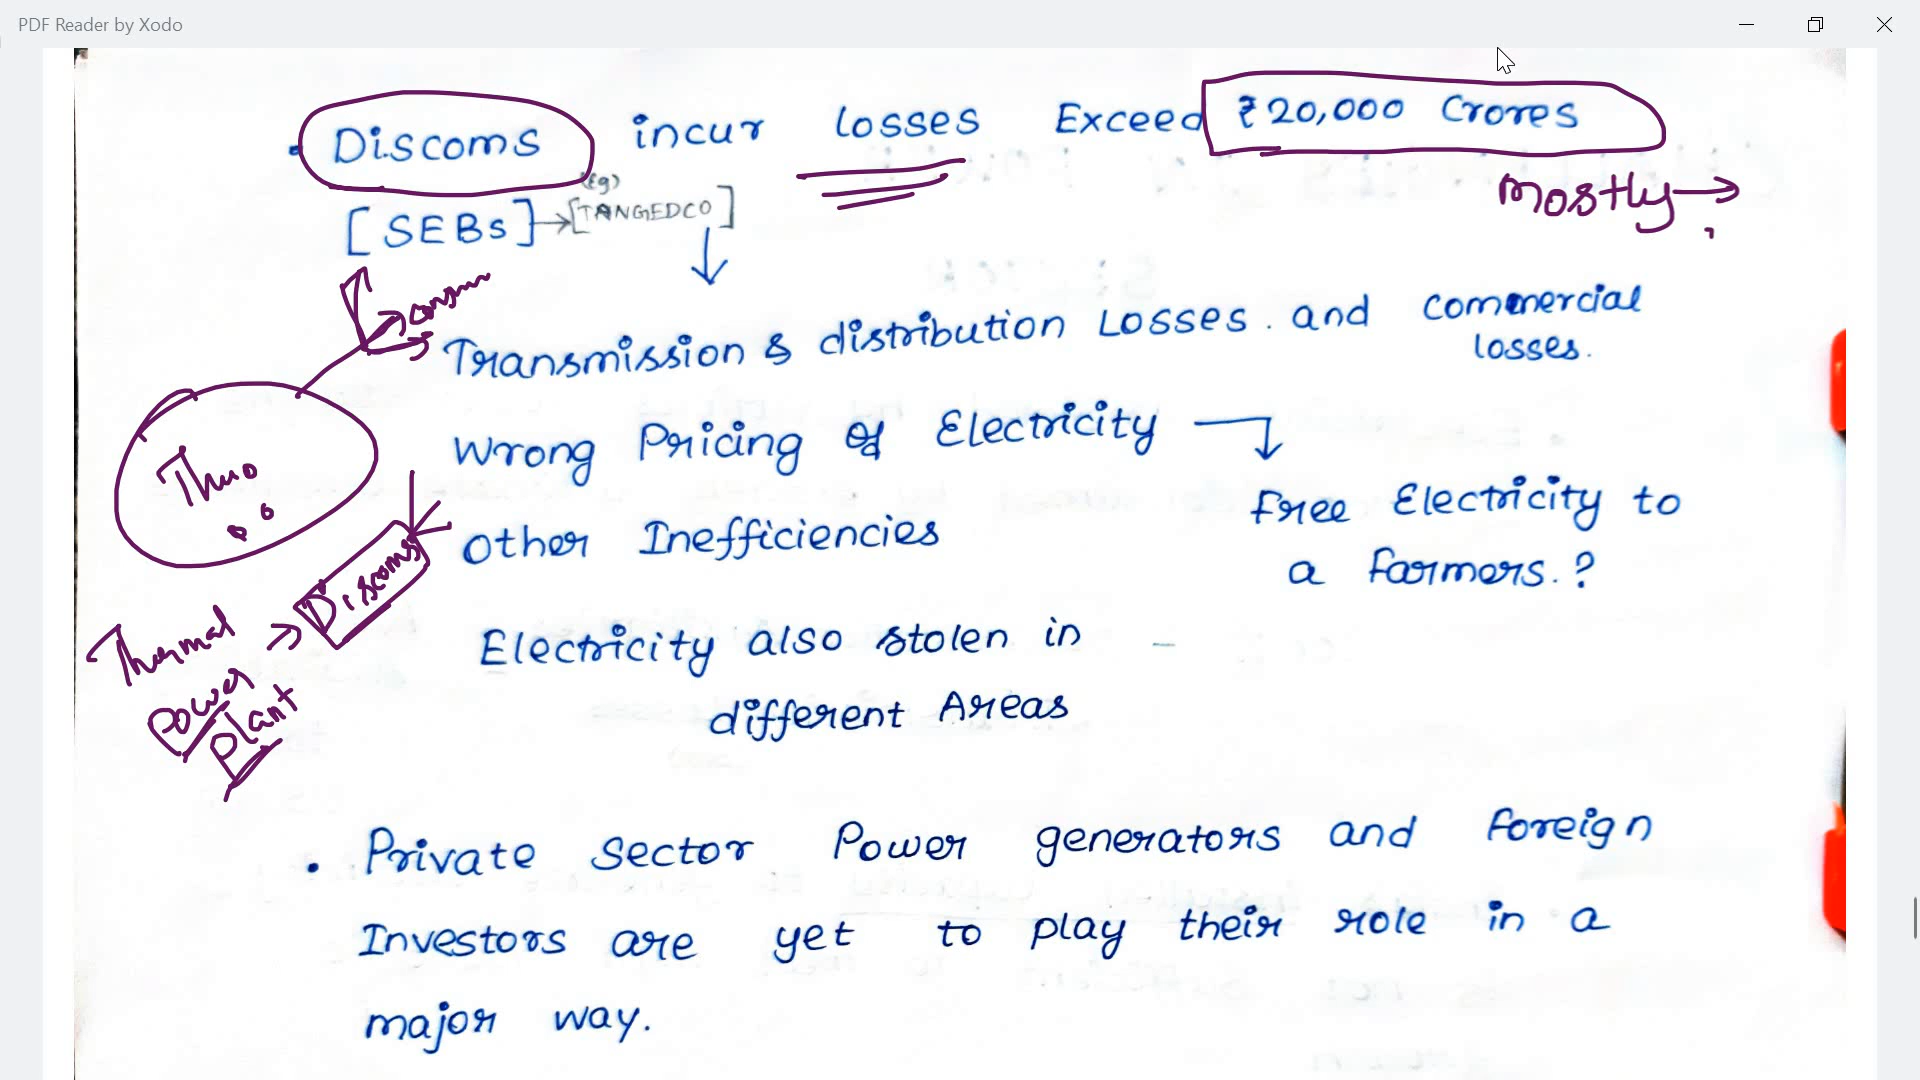 PDF Reader by Xodo
Discoms incur losses Exceed ₹20,000 Crores
(Eg)
[SEBs] → [TANGEDCO]
Mostly →
Transmission & distribution Losses. and commercial
losses.
Wrong Pricing of Electricity
Free Electricity to
a farmers.?
Other Inefficiencies
Discoms
Thermal
Power
Plant
Electricity also stolen in
different Areas
• Private sector Power generators and foreign
Investors are yet to play their role in a
major way.